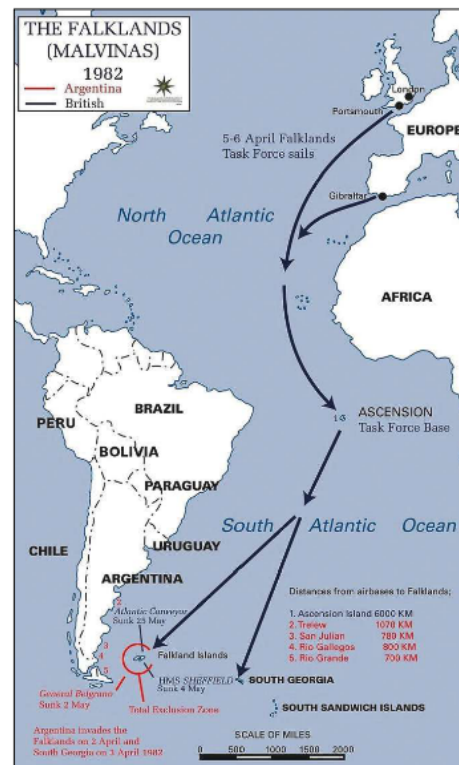 THE FALKLANDS
(MALVINAS)
1982
Argentina
British
London
Portsmouth
EUROPE
5-6 April Falklands
Task Force sails
Gibraltar
North Atlantic
Ocean
AFRICA
ASCENSION
Task Force Base
BRAZIL
PERU
BOLIVIA
PARAGUAY
South Atlantic Ocean
CHILE
URUGUAY
ARGENTINA
Distances from airbases to Falklands;
1. Ascension Island 6000 KM
2. Trelew 1070 KM
3. San Julian 780 KM
4. Rio Gallegos 800 KM
5. Rio Grande 700 KM
2
Atlantic Conveyor
Sunk 25 May
3
4
5
Falkland Islands
HMS SHEFFIELD
Sunk 4 May
SOUTH GEORGIA
General Belgrano
Sunk 2 May
Total Exclusion Zone
SOUTH SANDWICH ISLANDS
Argentina invades the
Falklands on 2 April and
South Georgia on 3 April 1982
SCALE OF MILES
0 500 1000 1500 2000